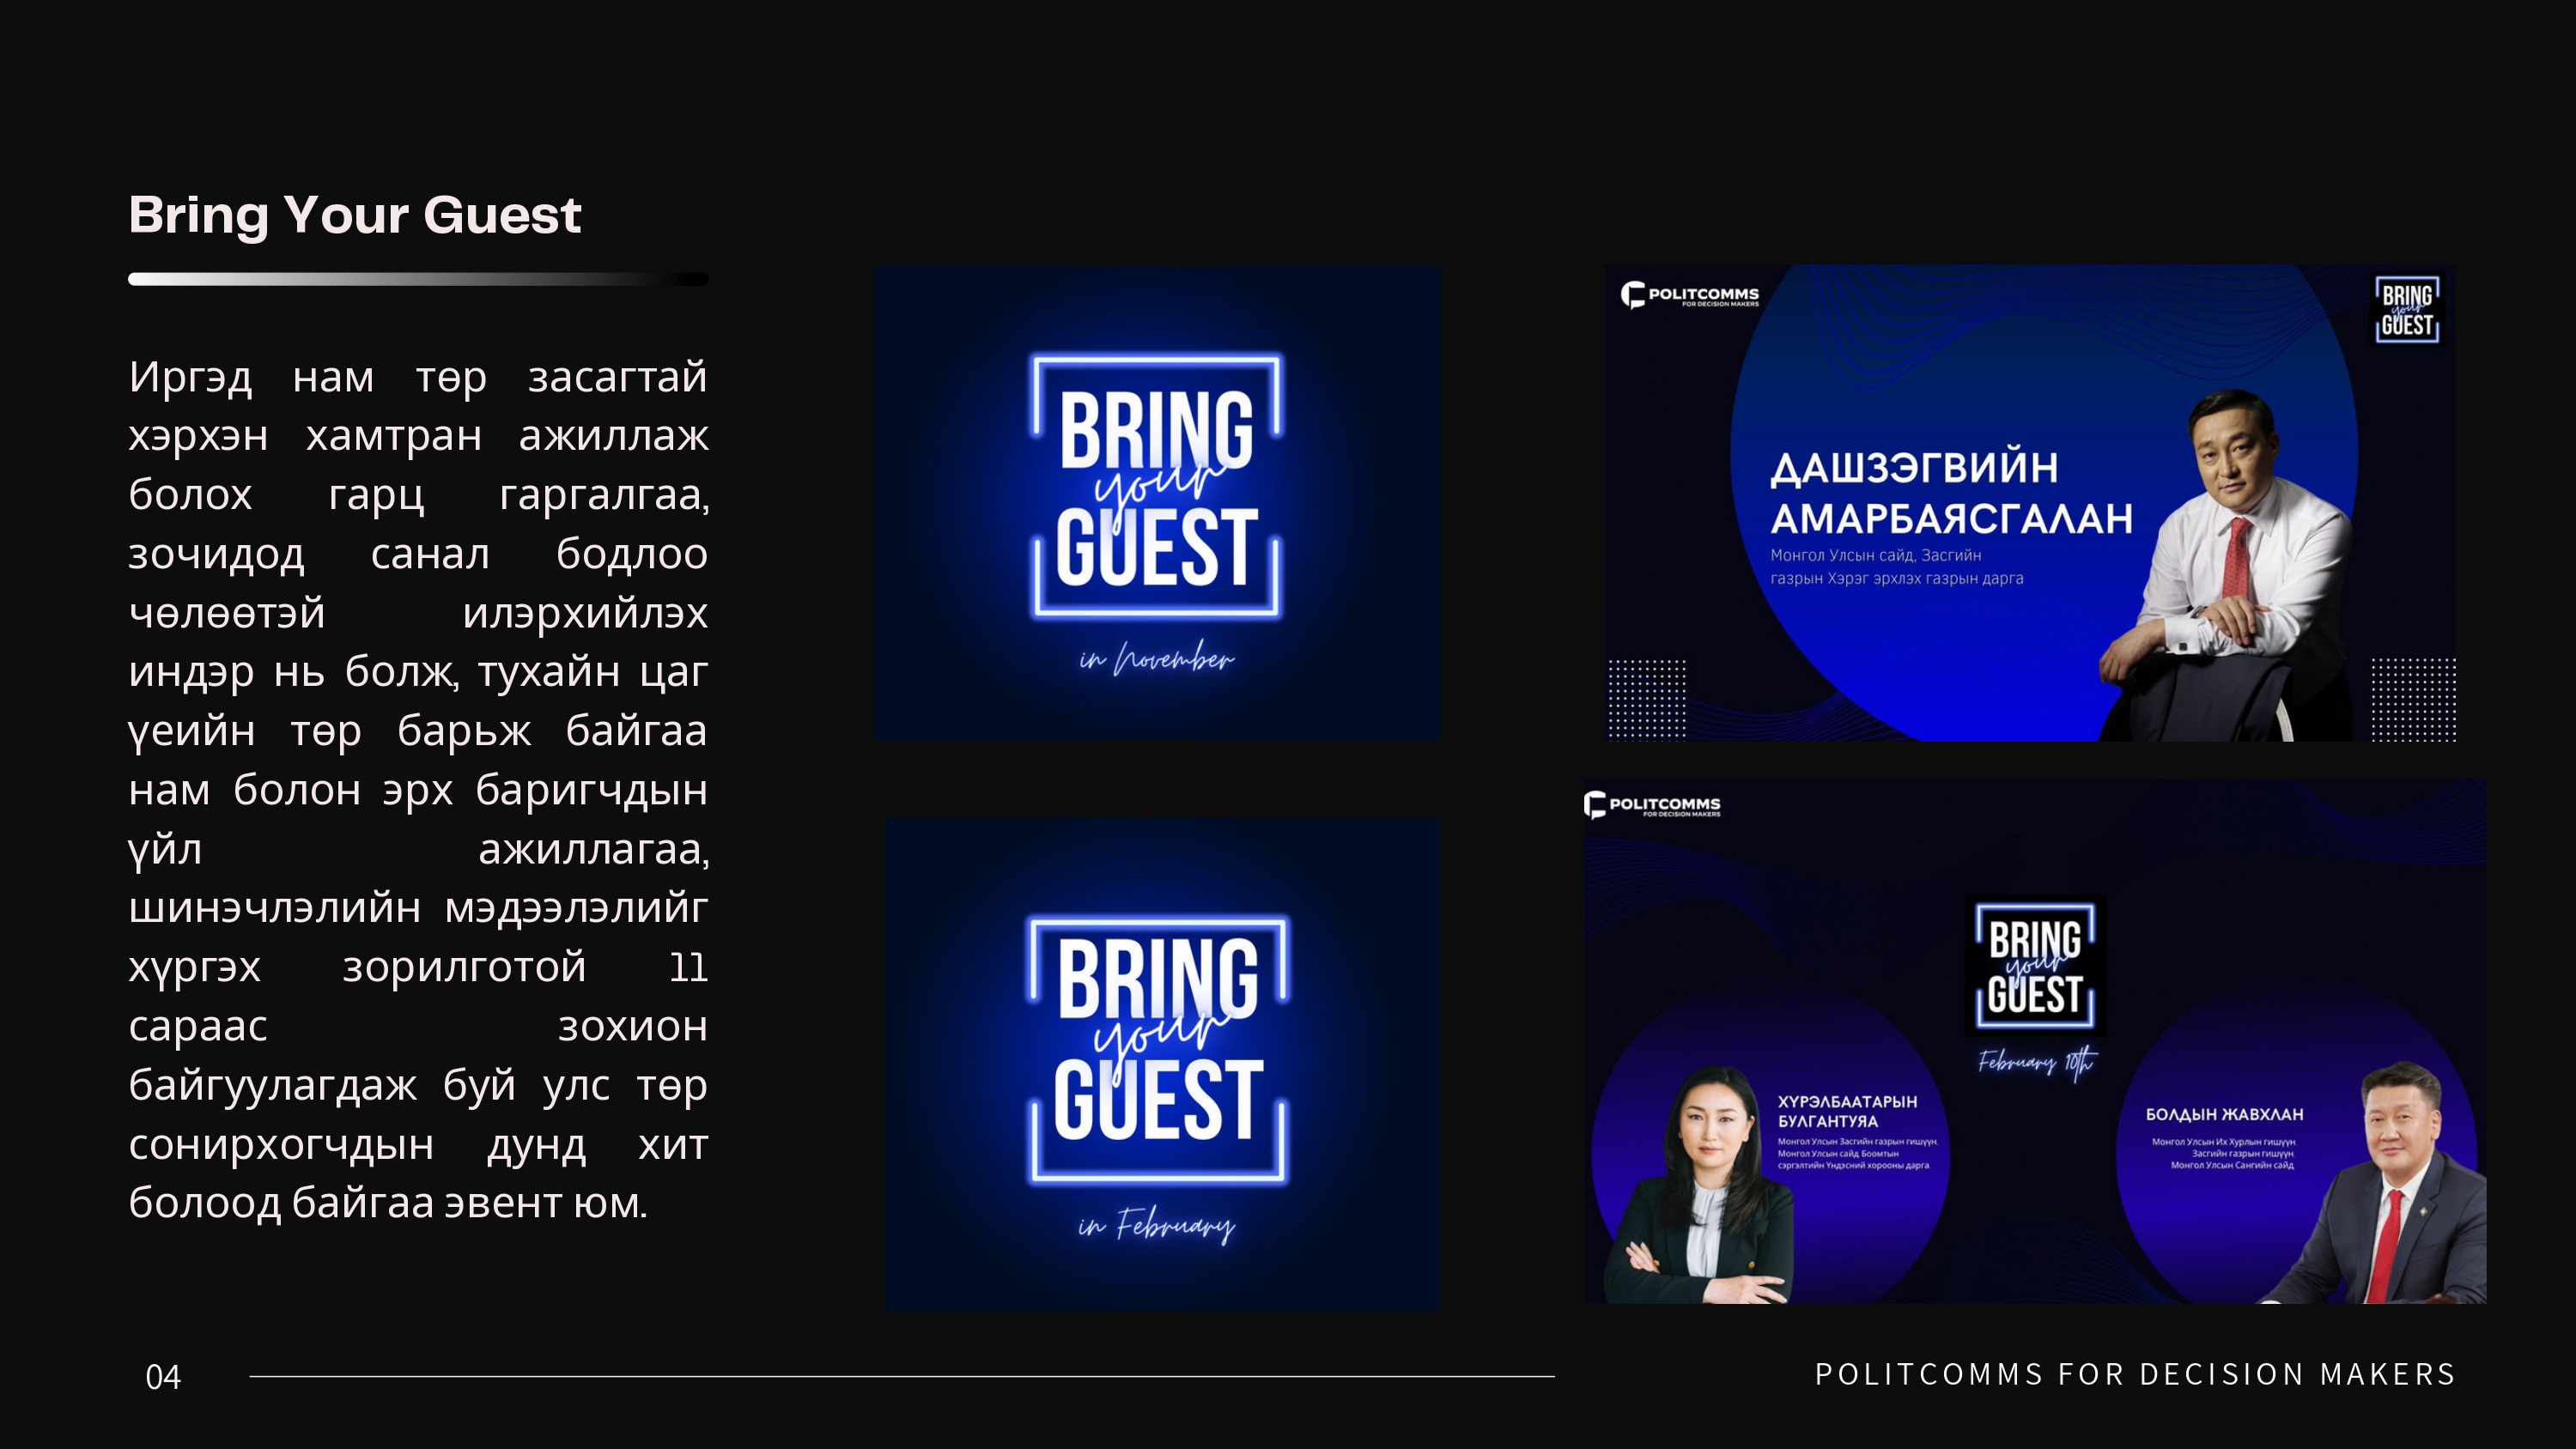 Bring Your Guest
Иргэд нам төр засагтай
хэрхэн хамтран ажиллаж
болох гарц гаргалгаа,
зочидод санал бодлоо
чөлөөтэй илэрхийлэх
индэр нь болж, тухайн цаг
үеийн төр барьж байгаа
нам болон эрх баригчдын
үйл ажиллагаа,
шинэчлэлийн мэдээлэлийг
хүргэх зорилготой 11
сараас зохион
байгуулагдаж буй улс төр
сонирхогчдын дунд хит
болоод байгаа эвент юм.
BRING
your
GUEST
in November
POLITCOMMS
FOR DECISION MAKERS
BRING
your
GUEST
ДАШЗЭГВИЙН
АМАРБАЯСГАЛАН
Монгол Улсын сайд, Засгийн
газрын Хэрэг эрхлэх газрын дарга
BRING
your
GUEST
in February
POLITCOMMS
FOR DECISION MAKERS
BRING
your
GUEST
February 10th
ХҮРЭЛБААТАРЫН
БУЛГАНТУЯА
Монгол Улсын Засгийн газрын гишүүн,
Монгол Улсын сайд, Боомтын
сэргэлтийн Үндэсний хорооны дарга
БОЛДЫН ЖАВХЛАН
Монгол Улсын Их Хурлын гишүүн,
Засгийн газрын гишүүн,
Монгол Улсын Сангийн сайд
04
POLITCOMMS FOR DECISION MAKERS